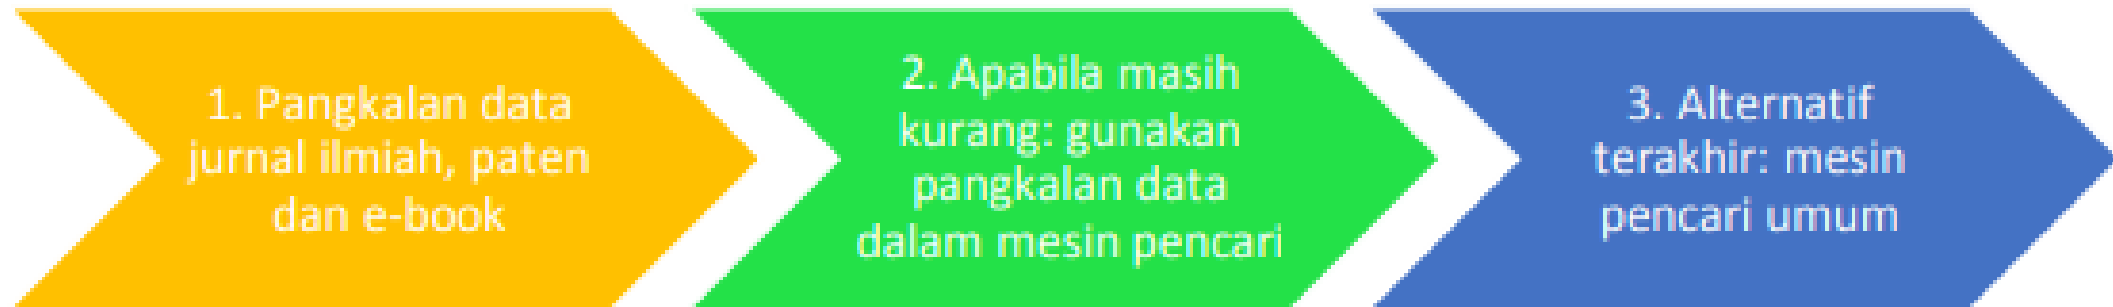 1. Pangkalan data
jurnal ilmiah, paten
dan e-book
2. Apabila masih
kurang: gunakan
pangkalan data
dalam mesin pencari
3. Alternatif
terakhir: mesin
pencari umum